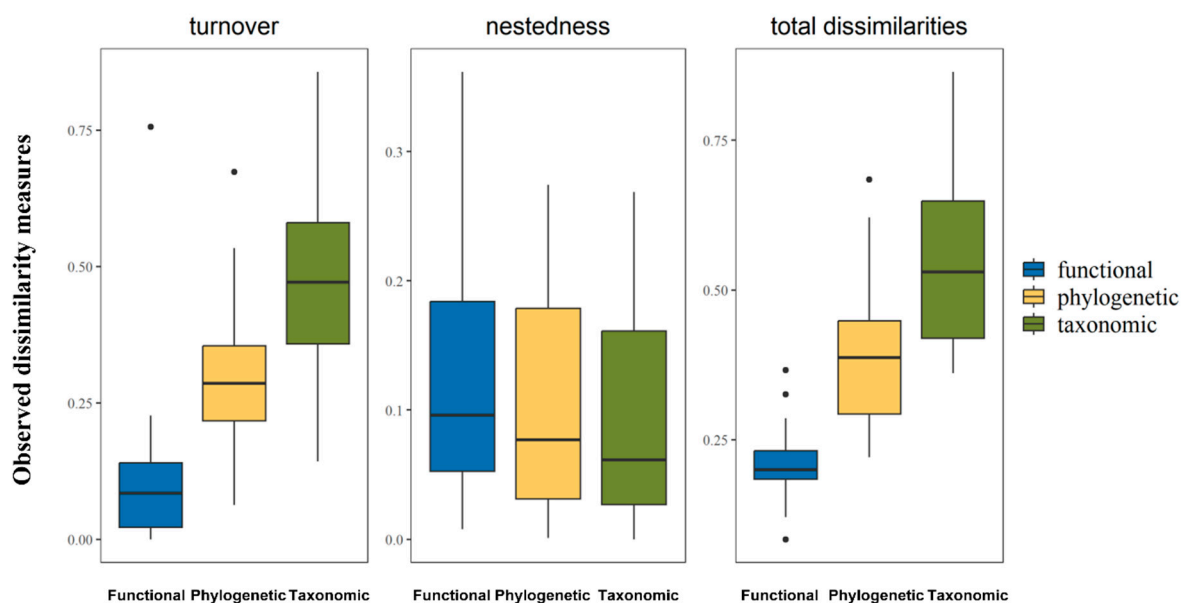 turnover
nestedness
total dissimilarities
Observed dissimilarity measures
0.75
0.50
0.25
0.00
0.3
0.2
0.1
0.0
0.75
0.50
0.25
functional
phylogenetic
taxonomic
Functional Phylogenetic Taxonomic
Functional Phylogenetic Taxonomic
Functional Phylogenetic Taxonomic